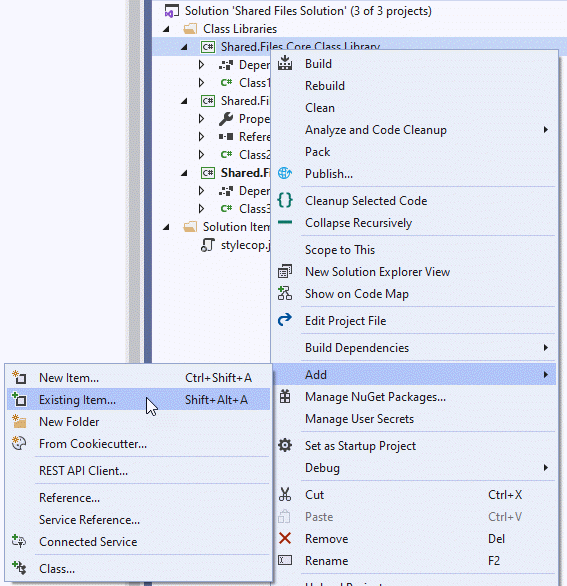 Solution 'Shared Files Solution' (3 of 3 projects)
Class Libraries
Shared.Files.Core Class Library
Build
Rebuild
Clean
Analyze and Code Cleanup
Pack
Publish...
Cleanup Selected Code
Collapse Recursively
Scope to This
New Solution Explorer View
Show on Code Map
Edit Project File
Build Dependencies
Add
Manage NuGet Packages...
Manage User Secrets
Set as Startup Project
Debug
Cut Ctrl+X
Paste Ctrl+V
Remove Del
Rename F2
C# Depen
C# Class1
C# Shared.Fi
Prope
Refere
C# Class2
C# Shared.F
Depen
C# Class3
Solution Item
stylecop.j
New Item... Ctrl+Shift+A
Existing Item... Shift+Alt+A
New Folder
From Cookiecutter...
REST API Client...
Reference...
Service Reference...
Connected Service
Class...